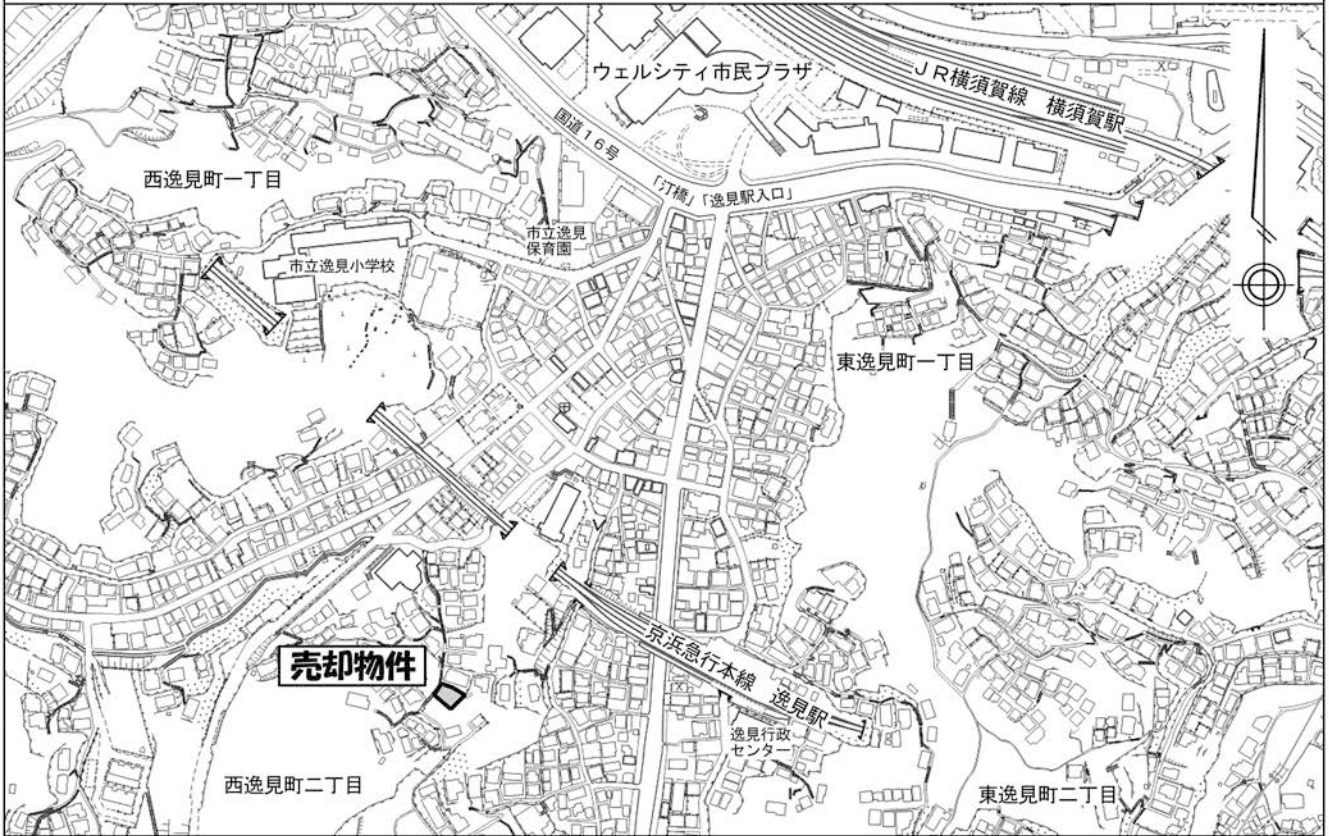 ウェルシティ市民プラザ
JR横須賀線 横須賀駅
国道16号
西逸見町一丁目
「汀橋」「逸見駅入口」
市立逸見
保育園
市立逸見小学校
東逸見町一丁目
売却物件
京浜急行本線 逸見駅
逸見行政
センター
西逸見町二丁目
東逸見町二丁目